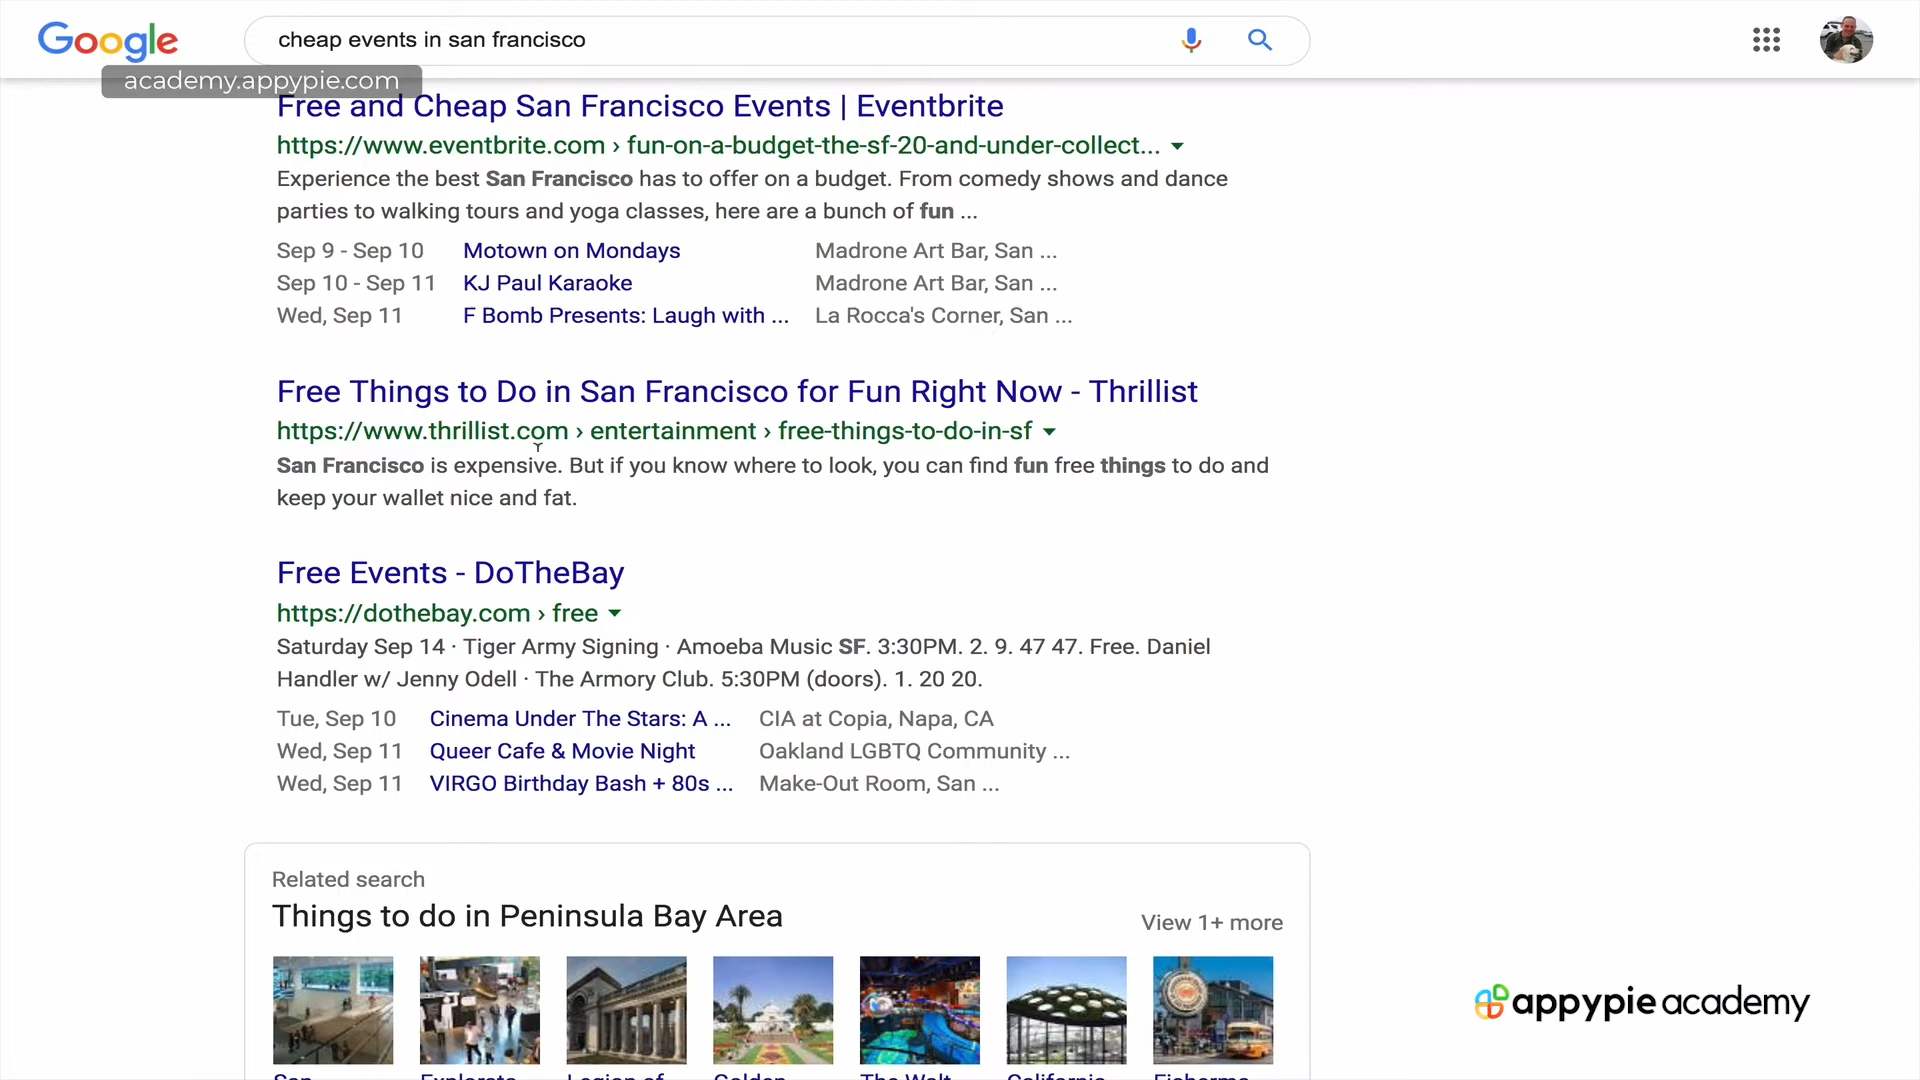 Google
cheap events in san francisco
academy.appypie.com
Free and Cheap San Francisco Events | Eventbrite
https://www.eventbrite.com › fun-on-a-budget-the-sf-20-and-under-collect...
Experience the best San Francisco has to offer on a budget. From comedy shows and dance
parties to walking tours and yoga classes, here are a bunch of fun ...
Sep 9 - Sep 10 Motown on Mondays Madrone Art Bar, San ...
Sep 10 - Sep 11 KJ Paul Karaoke Madrone Art Bar, San ...
Wed, Sep 11 F Bomb Presents: Laugh with ... La Rocca's Corner, San ...
Free Things to Do in San Francisco for Fun Right Now - Thrillist
https://www.thrillist.com › entertainment › free-things-to-do-in-sf
San Francisco is expensive. But if you know where to look, you can find fun free things to do and
keep your wallet nice and fat.
Free Events - DoTheBay
https://dothebay.com › free
Saturday Sep 14 · Tiger Army Signing · Amoeba Music SF. 3:30PM. 2. 9. 47 47. Free. Daniel
Handler w/ Jenny Odell · The Armory Club. 5:30PM (doors). 1. 20 20.
Tue, Sep 10 Cinema Under The Stars: A ... CIA at Copia, Napa, CA
Wed, Sep 11 Queer Cafe & Movie Night Oakland LGBTQ Community ...
Wed, Sep 11 VIRGO Birthday Bash + 80s ... Make-Out Room, San ...
Related search
Things to do in Peninsula Bay Area
View 1+ more
appypie academy